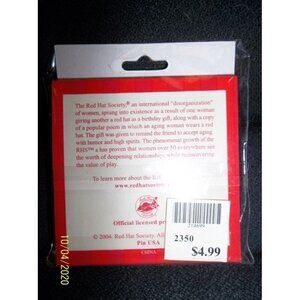 The Red Hat Society,® an international "disorganization"
of women, sprang into existence as a result of one woman
giving another a red hat as a birthday gift, along with a copy
of a popular poem in which an aging woman wears a red
hat. The gift was given to remind the friend to accept aging
with humor and high spirits. The phenomenal growth of the
RHS™ s has proven that women over 50 everywhere see
the worth of deepening relationships while rediscovering
the value of play.
To learn more about the Red
www.redhatsociety
Official licensed pr
© 2004. Red Hat Society. All
Pin USA
CHINA
214699
2350
$4.99
10/04/2020